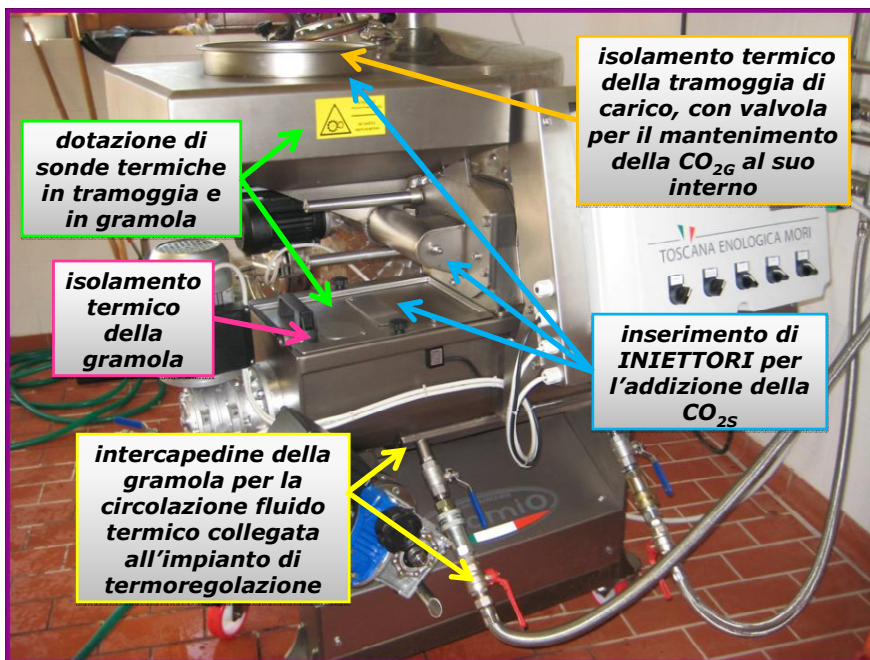 isolamento termico
della tramoggia di
carico, con valvola
per il mantenimento
della CO2G al suo
interno
dotazione di
sonde termiche
in tramoggia e
in gramola
TOSCANA ENOLOGICA MORI
isolamento
termico
della
gramola
inserimento di
INIETTORI per
l'addizione della
CO2S
intercapedine della
gramola per la
circolazione fluido
termico collegata
all'impianto di
termoregolazione